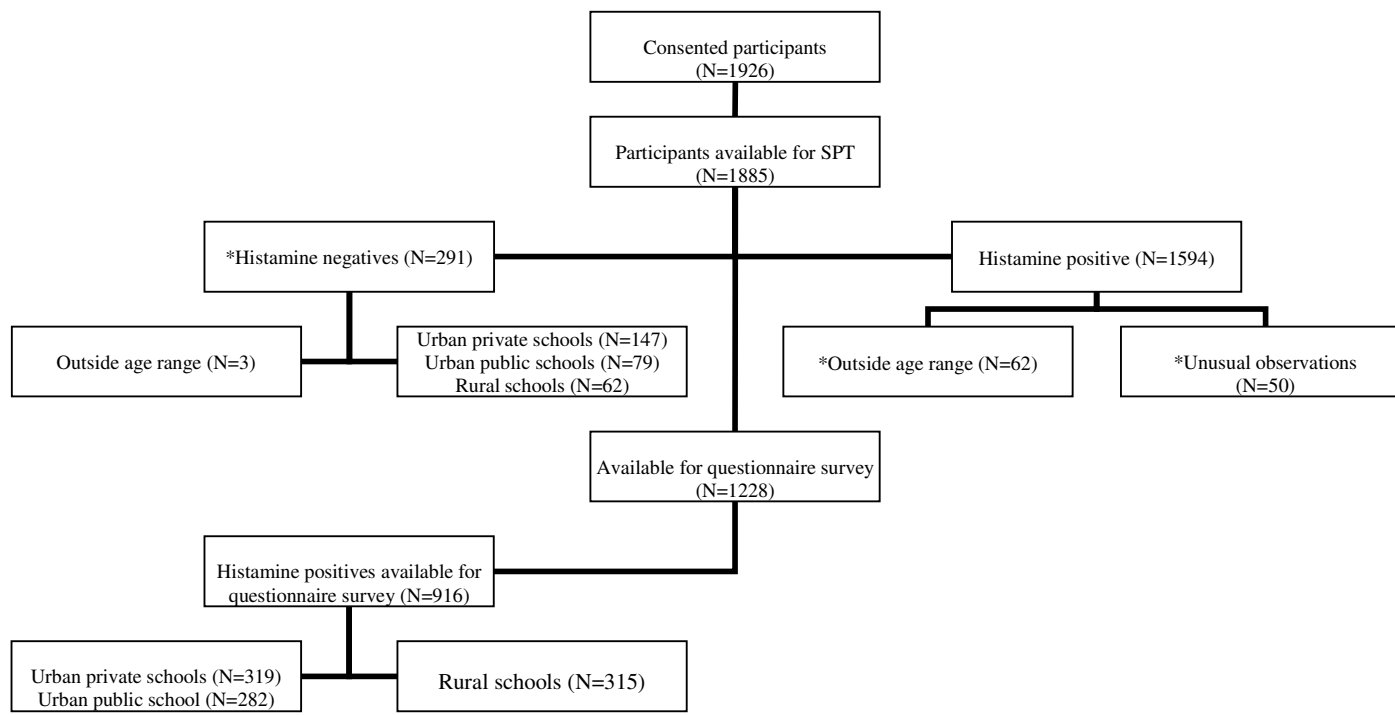 Consented participants
(N=1926)
Participants available for SPT
(N=1885)
*Histamine negatives (N=291)
Histamine positive (N=1594)
Outside age range (N=3)
Urban private schools (N=147)
Urban public schools (N=79)
Rural schools (N=62)
*Outside age range (N=62)
*Unusual observations
(N=50)
Available for questionnaire survey
(N=1228)
Histamine positives available for
questionnaire survey (N=916)
Urban private schools (N=319)
Urban public school (N=282)
Rural schools (N=315)